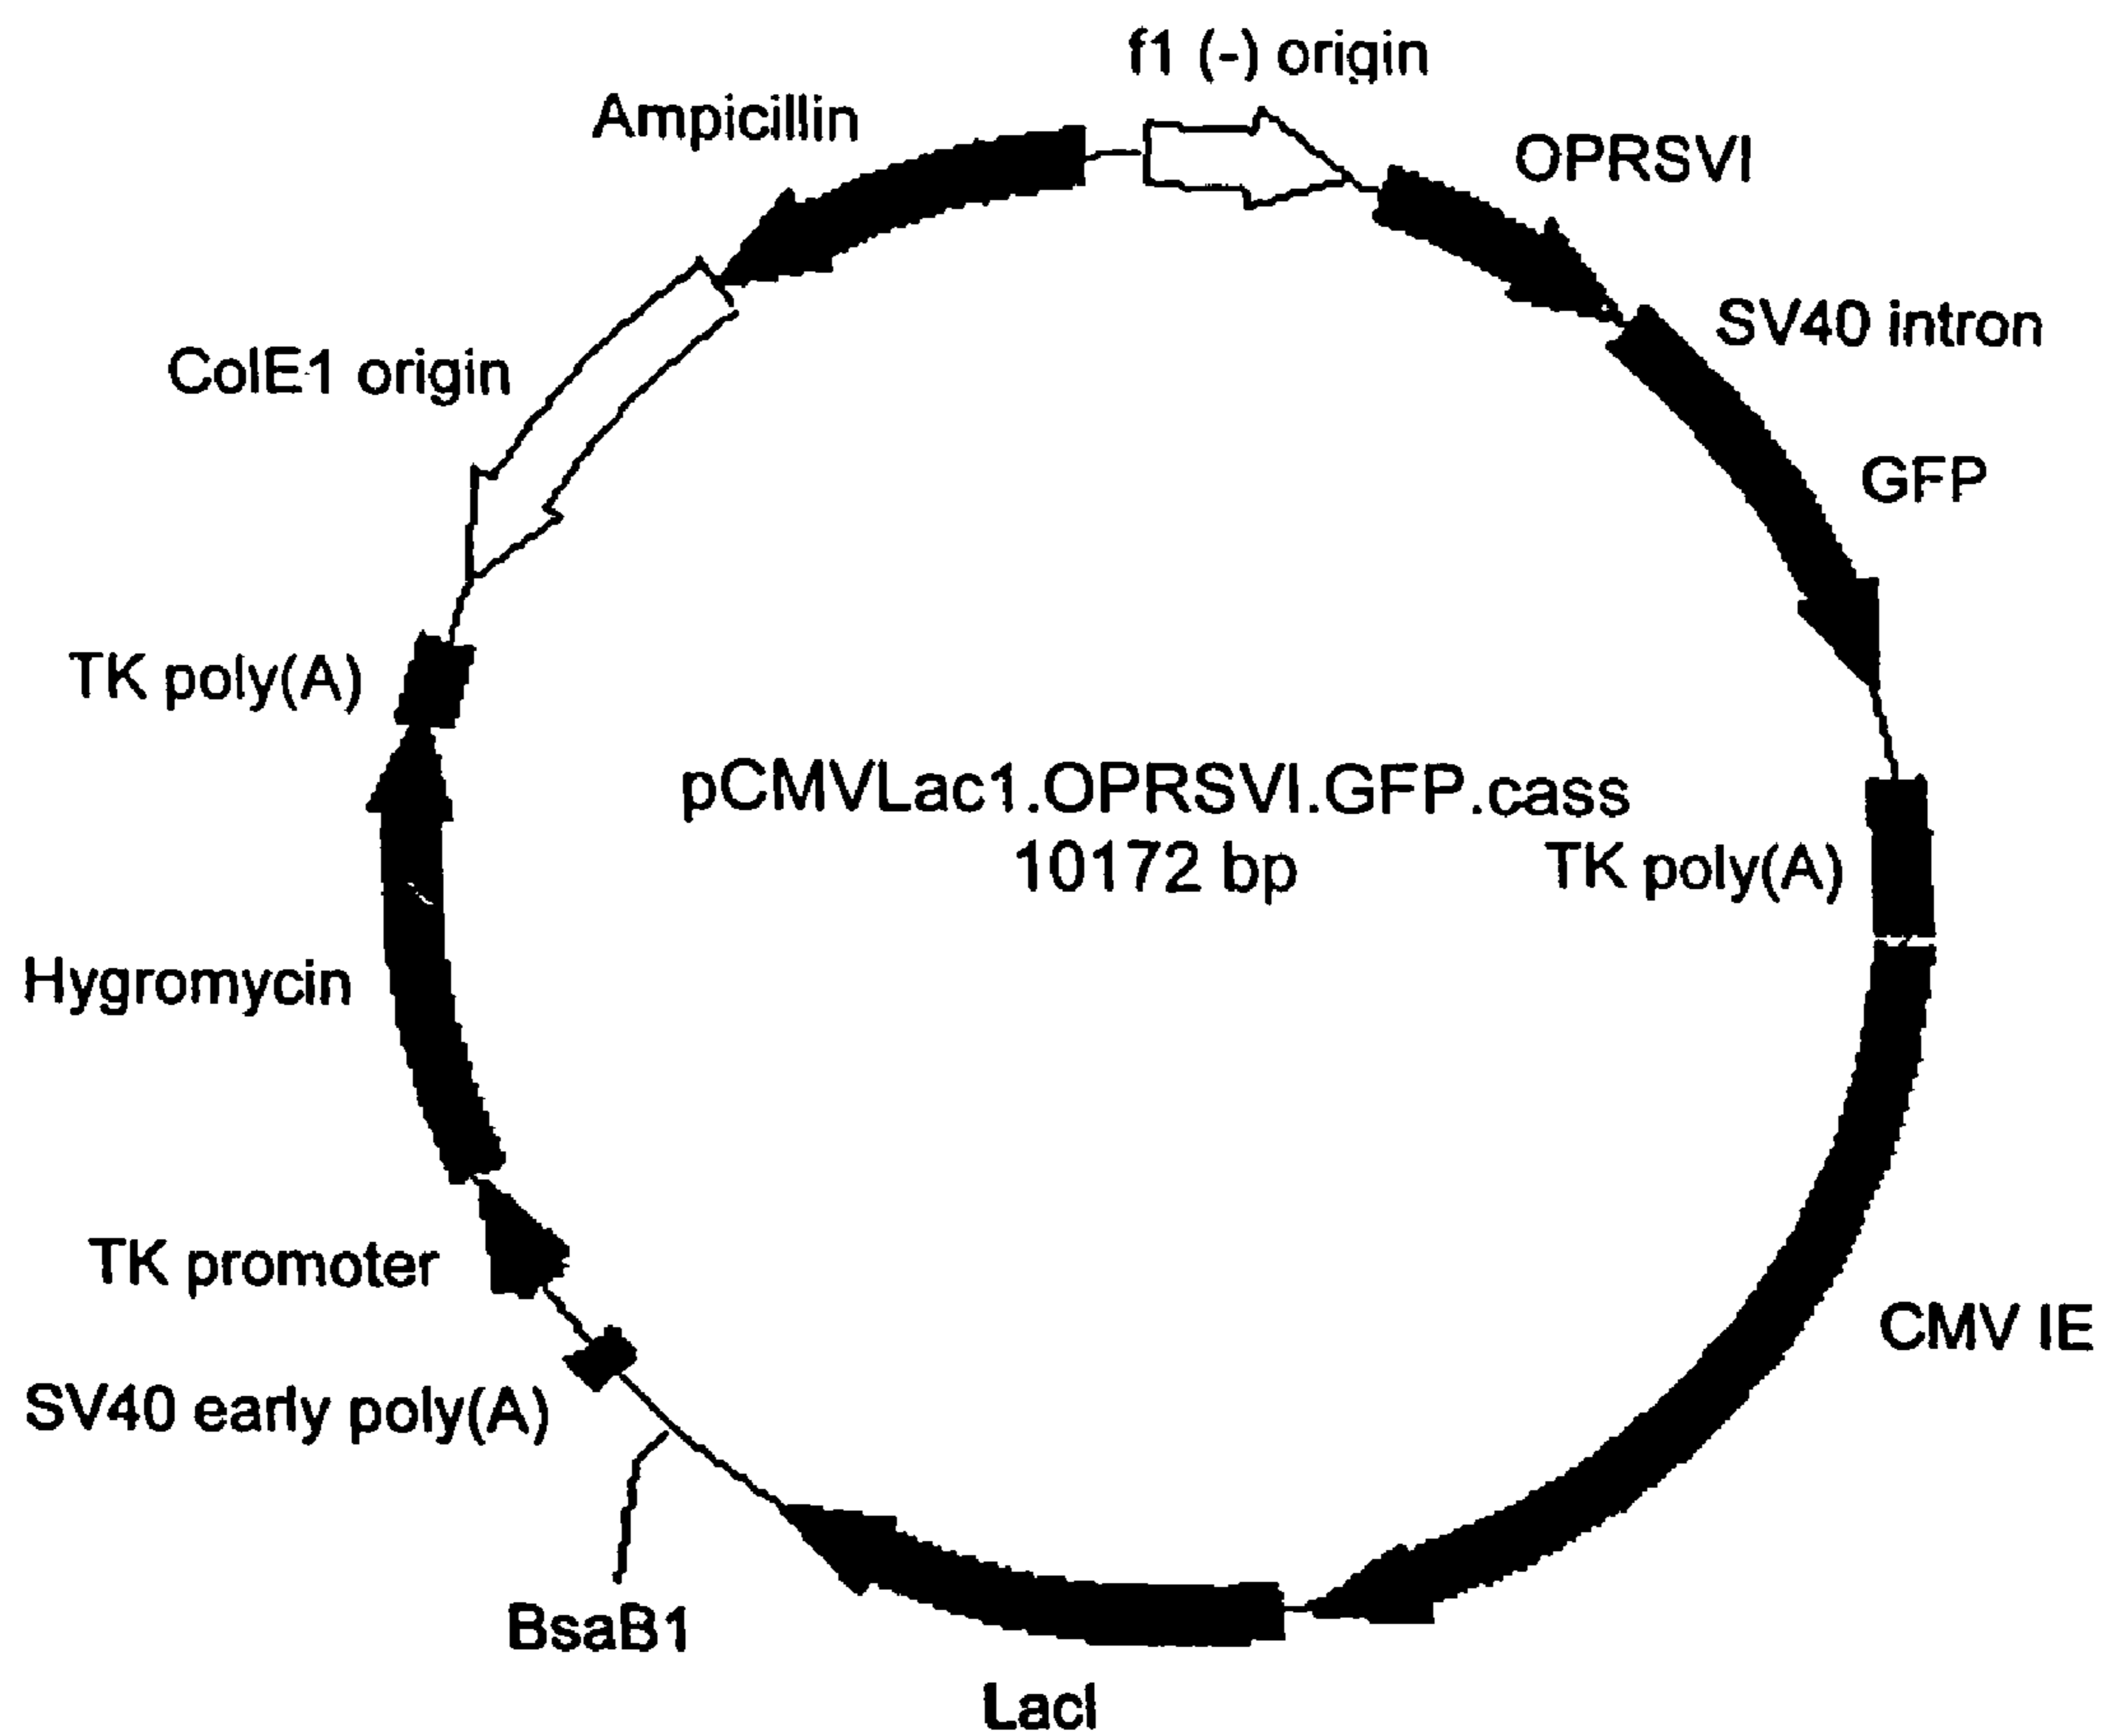 f1 (-) origin
Ampicillin
OPRSVI
SV40 intron
ColE1 origin
GFP
TK poly(A)
pCMVLac1.OPRSVI.GFP.cass
10172 bp
TK poly(A)
Hygromycin
TK promoter
CMV IE
SV40 early poly(A)
BsaB1
LacI